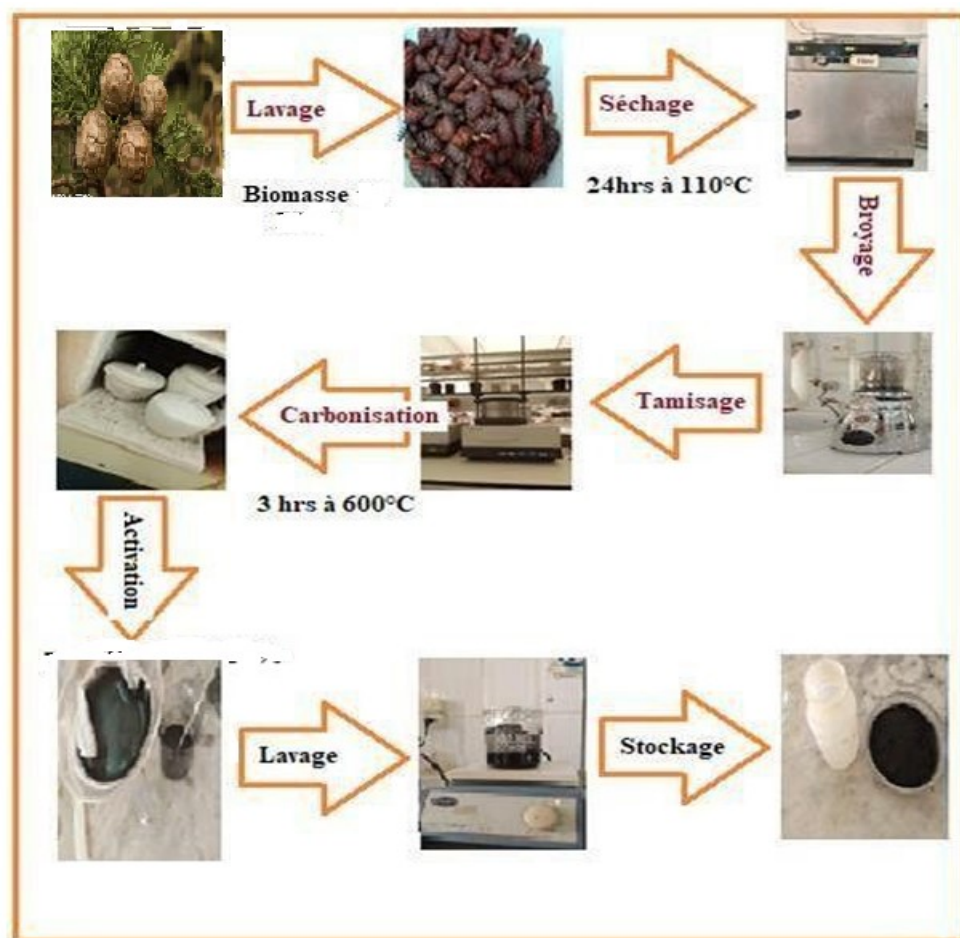 Lavage
Séchage
Biomasse
24hrs à 110°C
Broyage
Tamisage
Carbonisation
3 hrs à 600°C
Activation
Lavage
Stockage